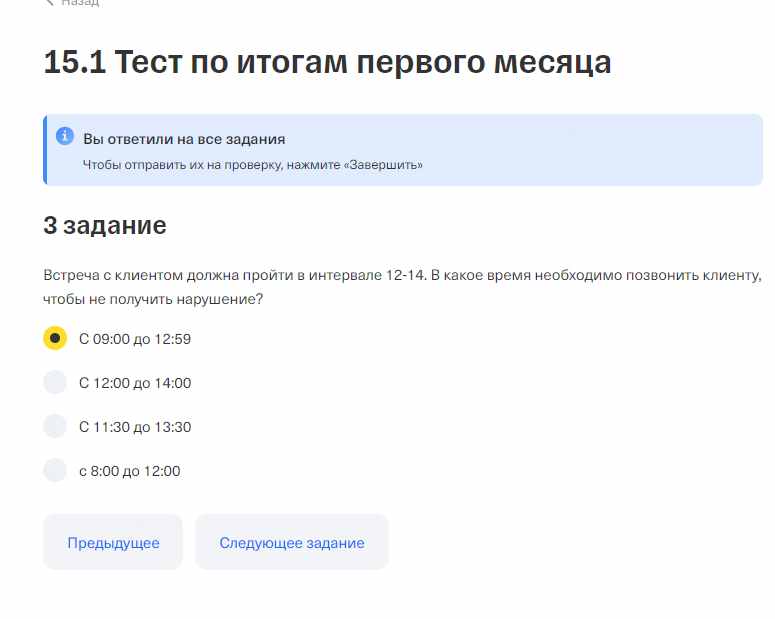 Назад
15.1 Тест по итогам первого месяца
Вы ответили на все задания
Чтобы отправить их на проверку, нажмите «Завершить»
3 задание
Встреча с клиентом должна пройти в интервале 12-14. В какое время необходимо позвонить клиенту,
чтобы не получить нарушение?
С 09:00 до 12:59
С 12:00 до 14:00
С 11:30 до 13:30
с 8:00 до 12:00
Предыдущее
Следующее задание